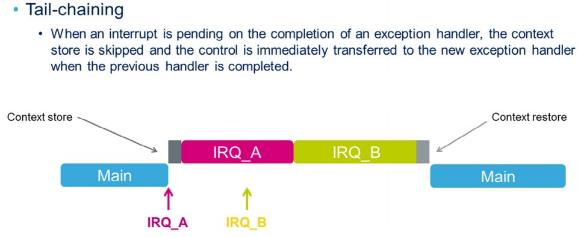 • Tail-chaining
• When an interrupt is pending on the completion of an exception handler, the context
store is skipped and the control is immediately transferred to the new exception handler
when the previous handler is completed.
Context store
Context restore
IRQ_A
IRQ_B
Main
Main
IRQ_A
IRQ_B